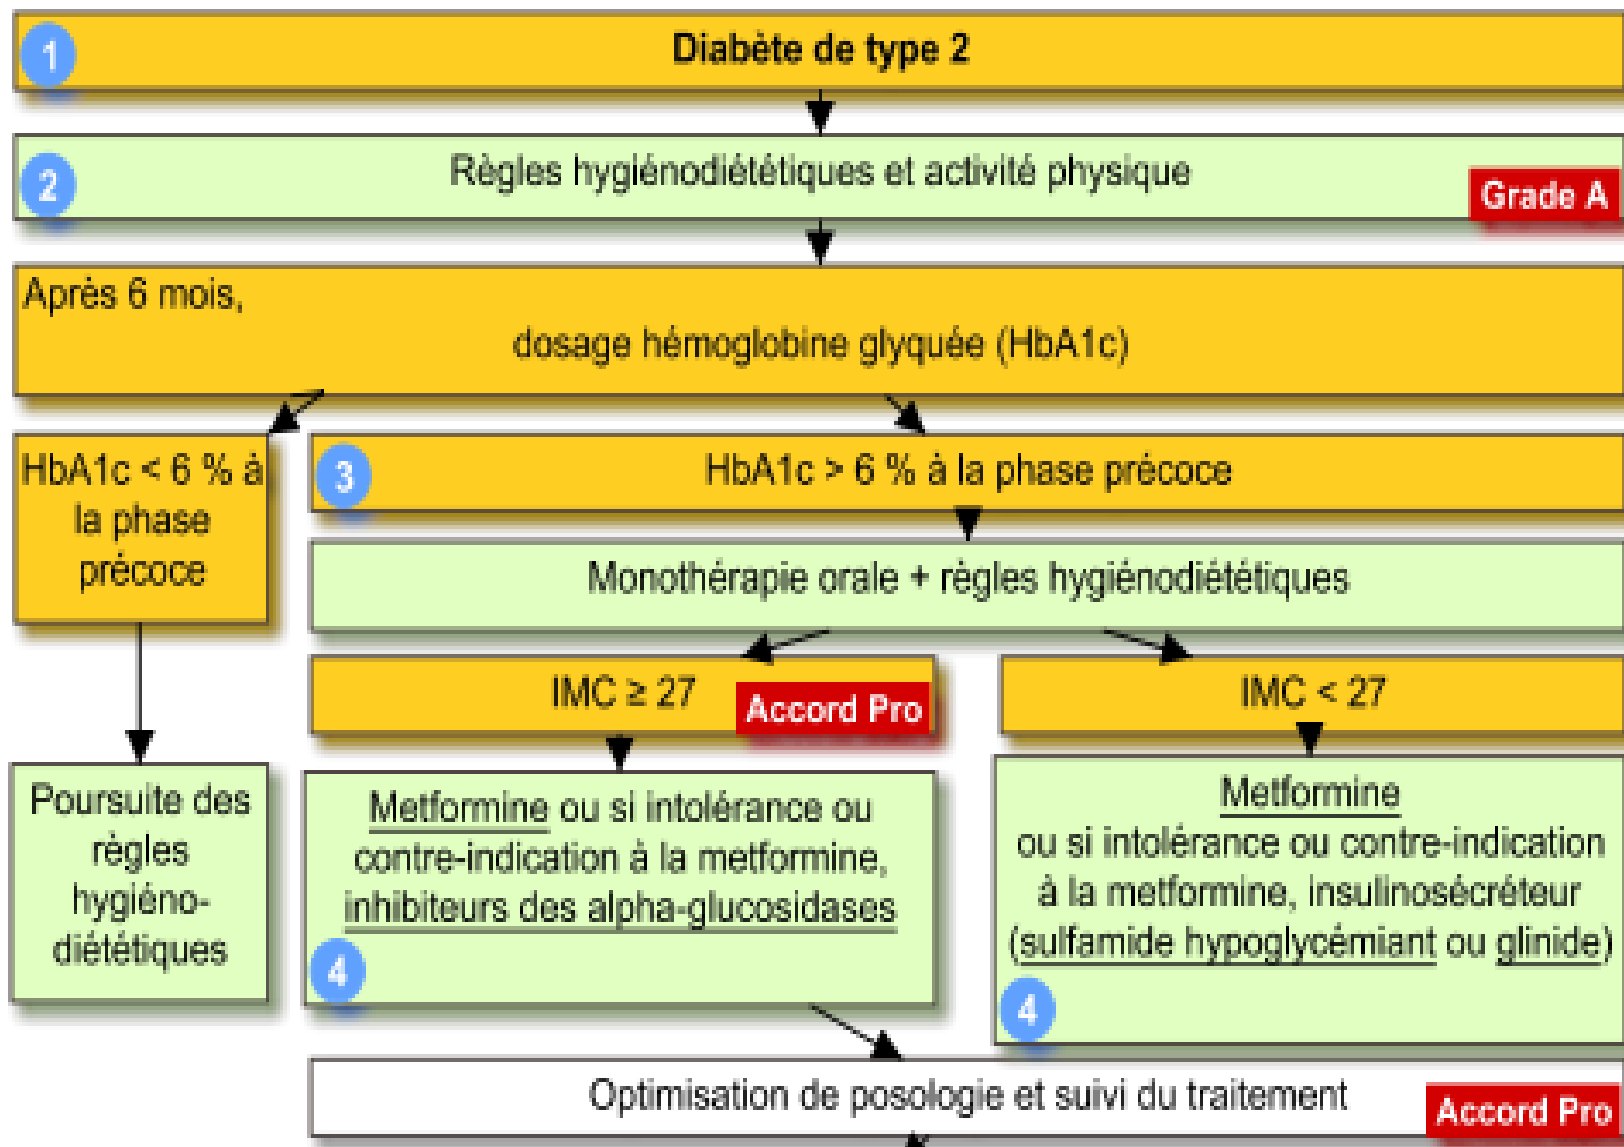 1
Diabète de type 2
2
Règles hygiénodiététiques et activité physique
Grade A
Après 6 mois,
dosage hémoglobine glyquée (HbA1c)
HbA1c < 6 % à
la phase
précoce
3
HbA1c > 6 % à la phase précoce
Monothérapie orale + règles hygiénodiététiques
IMC ≥ 27
Accord Pro
IMC < 27
Poursuite des
règles
hygiéno-
diététiques
Metformine ou si intolérance ou
contre-indication à la metformine,
inhibiteurs des alpha-glucosidases
4
Metformine
ou si intolérance ou contre-indication
à la metformine, insulinosécréteur
(sulfamide hypoglycémiant ou glinide)
4
Optimisation de posologie et suivi du traitement
Accord Pro